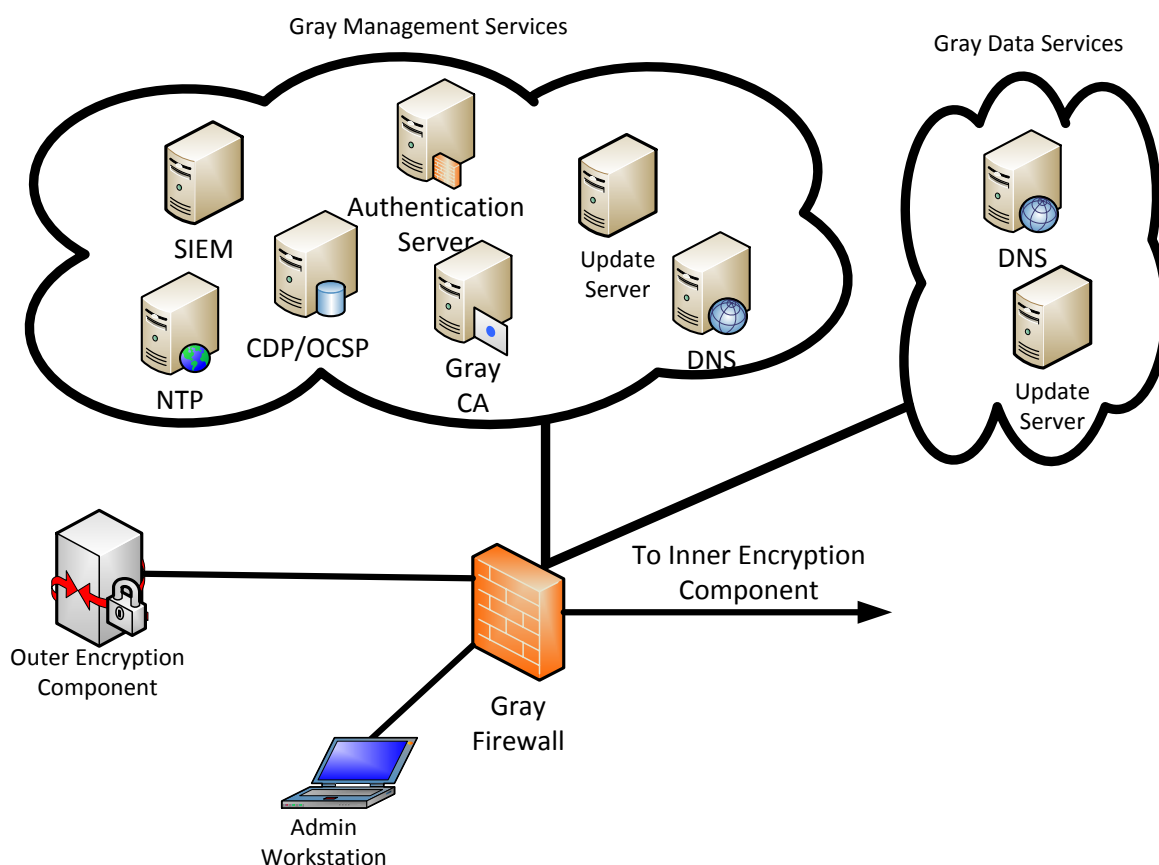 Gray Management Services
Gray Data Services
Authentication
Server
SIEM
Update
Server
DNS
CDP/OCSP
Gray
CA
DNS
NTP
Update
Server
To Inner Encryption
Component
Outer Encryption
Component
Gray
Firewall
Admin
Workstation